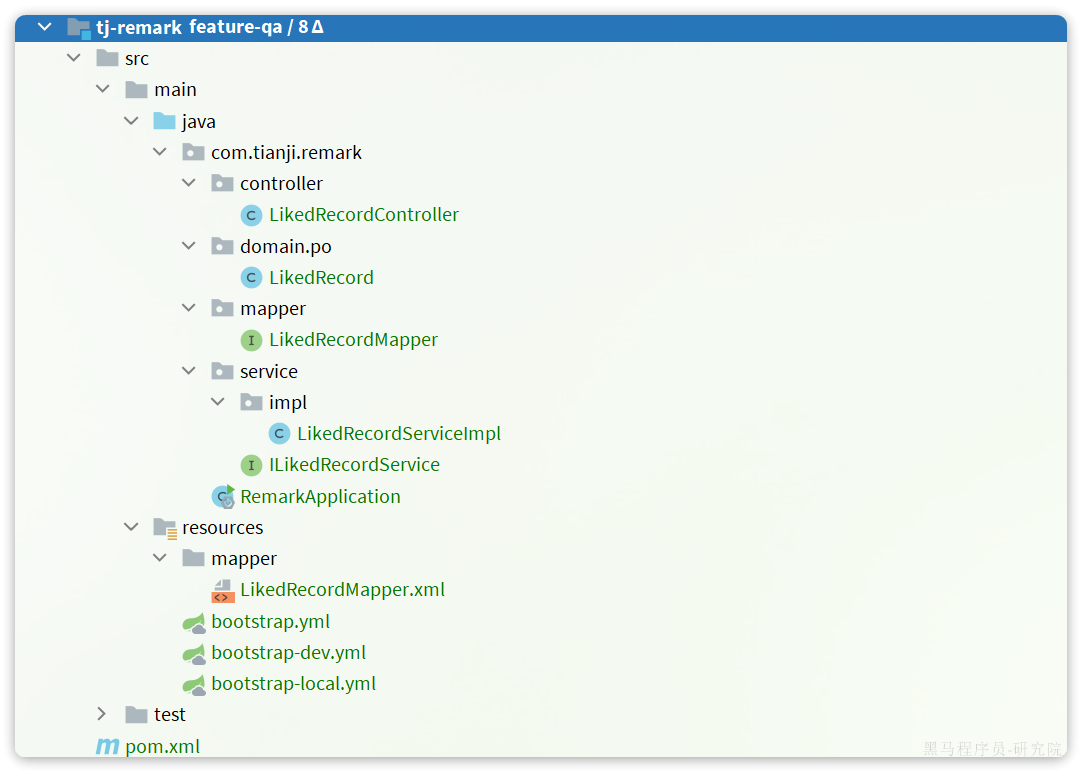 tj-remark feature-qa / 8 Δ
src
main
java
com.tianji.remark
controller
C LikedRecordController
domain.po
C LikedRecord
mapper
I LikedRecordMapper
service
impl
C LikedRecordServiceImpl
I ILikedRecordService
C RemarkApplication
resources
mapper
<> LikedRecordMapper.xml
bootstrap.yml
bootstrap-dev.yml
bootstrap-local.yml
test
m pom.xml
黑马程序员-研究院